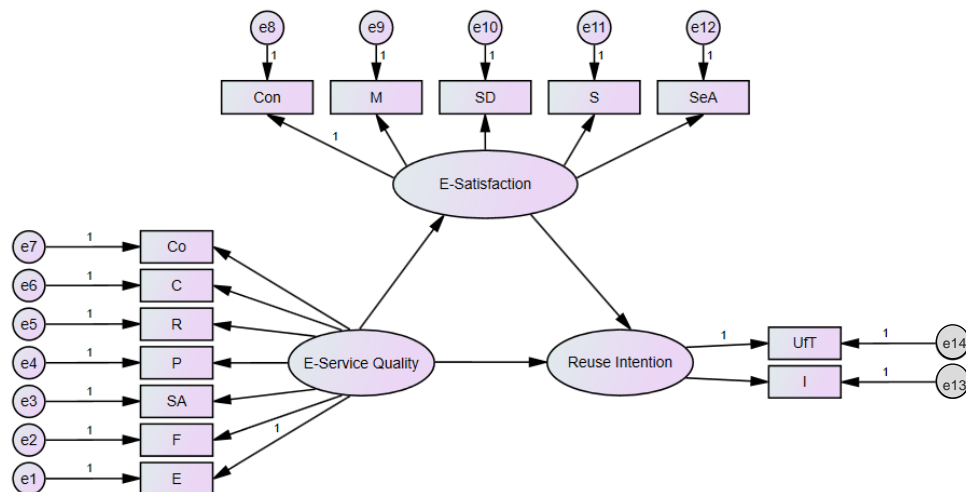 e8 e9 e10 e11 e12
1 1 1 1 1
Con M SD S SeA
1
E-Satisfaction
e7 1 Co
e6 1 C
e5 1 R
e4 1 P
e3 1 SA
e2 1 F
e1 1 E
E-Service Quality
1
Reuse Intention
1 UfT 1 e14
I 1 e13